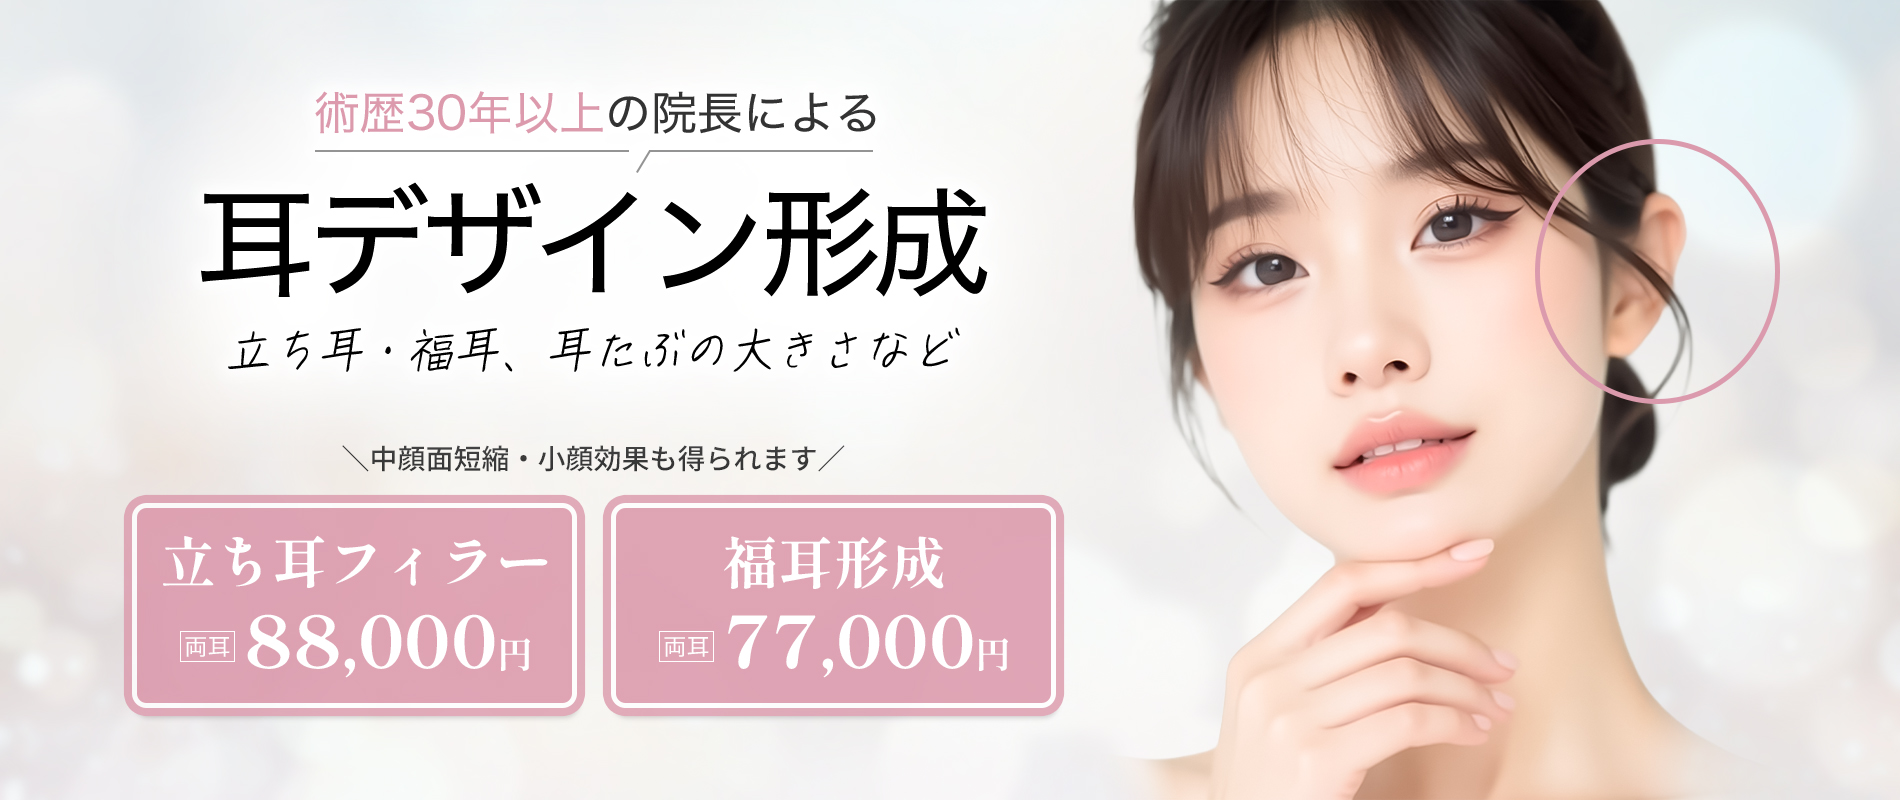 術歴30年以上の院長による
耳デザイン形成
立ち耳・福耳、耳たぶの大きさなど
＼中顔面短縮・小顔効果も得られます／
立ち耳フィラー
両耳 88,000円
福耳形成
両耳 77,000円